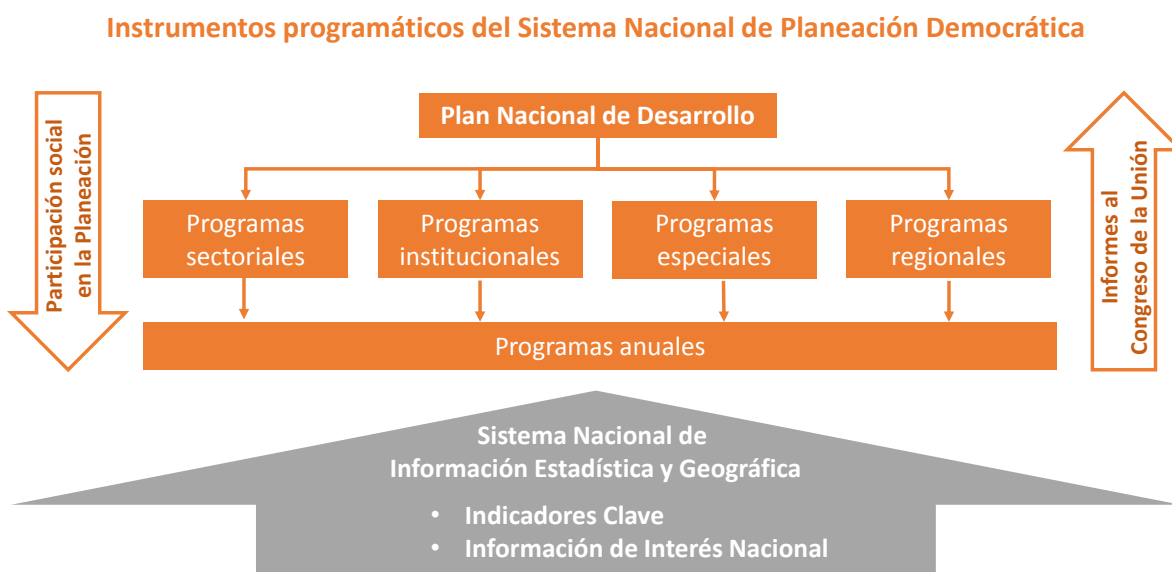 Instrumentos programáticos del Sistema Nacional de Planeación Democrática
Participación social
en la Planeación
Plan Nacional de Desarrollo
Informes al
Congreso de la Unión
Programas
sectoriales
Programas
institucionales
Programas
especiales
Programas
regionales
Programas anuales
Sistema Nacional de
Información Estadística y Geográfica
• Indicadores Clave
• Información de Interés Nacional